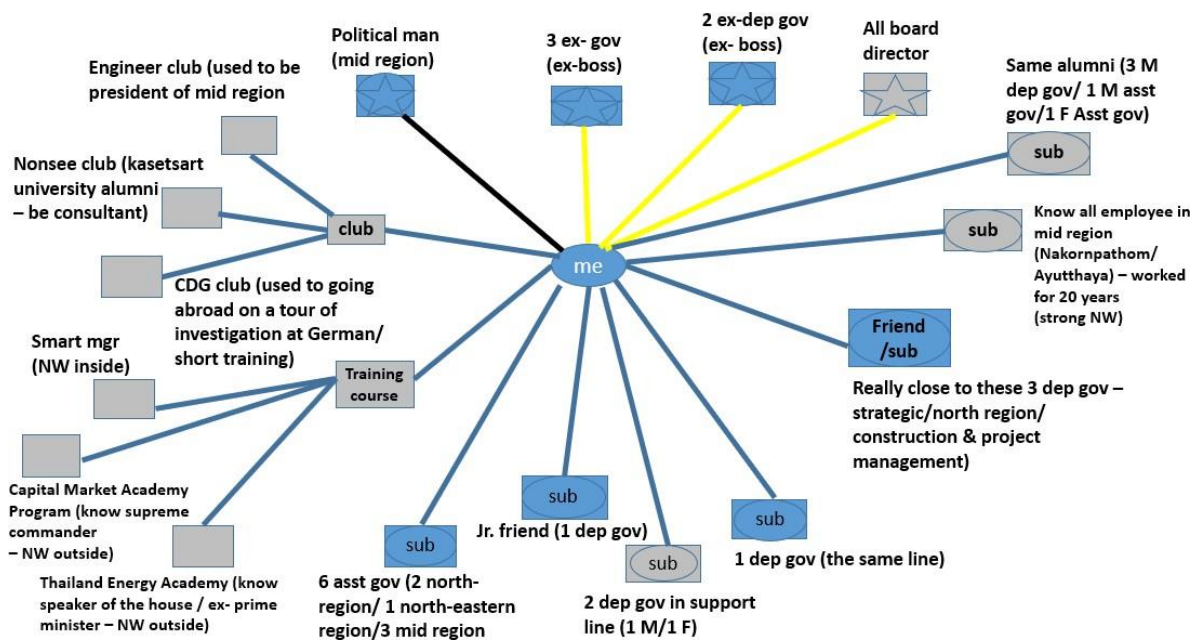 Political man
(mid region)
3 ex- gov
(ex-boss)
2 ex-dep gov
(ex- boss)
All board
director
Engineer club (used to be
president of mid region
Same alumni (3 M
dep gov/ 1 M asst
gov/1 F Asst gov)
sub
Nonsee club (kasetsart
university alumni
– be consultant)
club
sub
Know all employee in
mid region
(Nakornpathom/
Ayutthaya) – worked
for 20 years
(strong NW)
me
CDG club (used to going
abroad on a tour of
investigation at German/
short training)
Friend
/sub
Really close to these 3 dep gov –
strategic/north region/
construction & project
management)
Smart mgr
(NW inside)
Training
course
Capital Market Academy
Program (know supreme
commander
– NW outside)
Thailand Energy Academy (know
speaker of the house / ex- prime
minister – NW outside)
sub
6 asst gov (2 north-
region/ 1 north-eastern
region/3 mid region
sub
Jr. friend (1 dep gov)
sub
2 dep gov in support
line (1 M/1 F)
sub
1 dep gov (the same line)